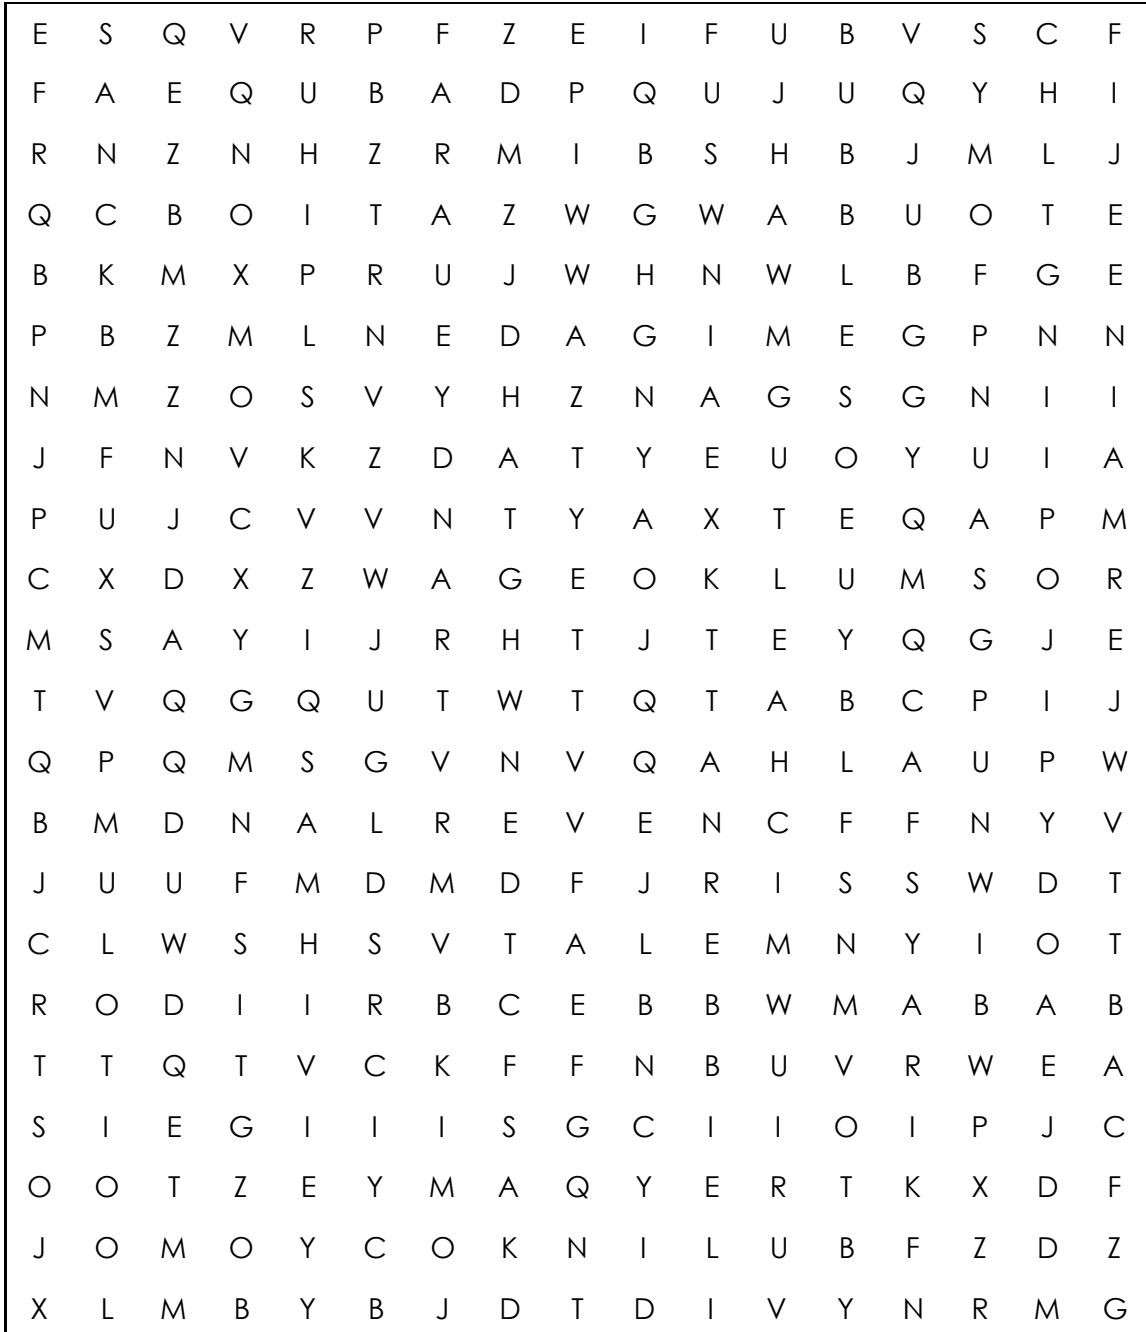 E S Q V R P F Z E I F U B V S C F
F A E Q U B A D P Q U J U Q Y H I
R N Z N H Z R M I B S H B J M L J
Q C B O I T A Z W G W A B U O T E
B K M X P R U J W H N W L B F G E
P B Z M L N E D A G I M E G P N N
N M Z O S V Y H Z N A G S G N I I
J F N V K Z D A T Y E U O Y U I A
P U J C V V N T Y A X T E Q A P M
C X D X Z W A G E O K L U M S O R
M S A Y I J R H T J T E Y Q G J E
T V Q G Q U T W T Q T A B C P I J
Q P Q M S G V N V Q A H L A U P W
B M D N A L R E V E N C F F N Y V
J U U F M D M D F J R I S S W D T
C L W S H S V T A L E M N Y I O T
R O D I I R B C E B B W M A B A B
T T Q T V C K F F N B U V R W E A
S I E G I I I S G C I I O I P J C
O O T Z E Y M A Q Y E R T K X D F
J O M O Y C O K N I L U B F Z D Z
X L M B Y B J D T D I V Y N R M G